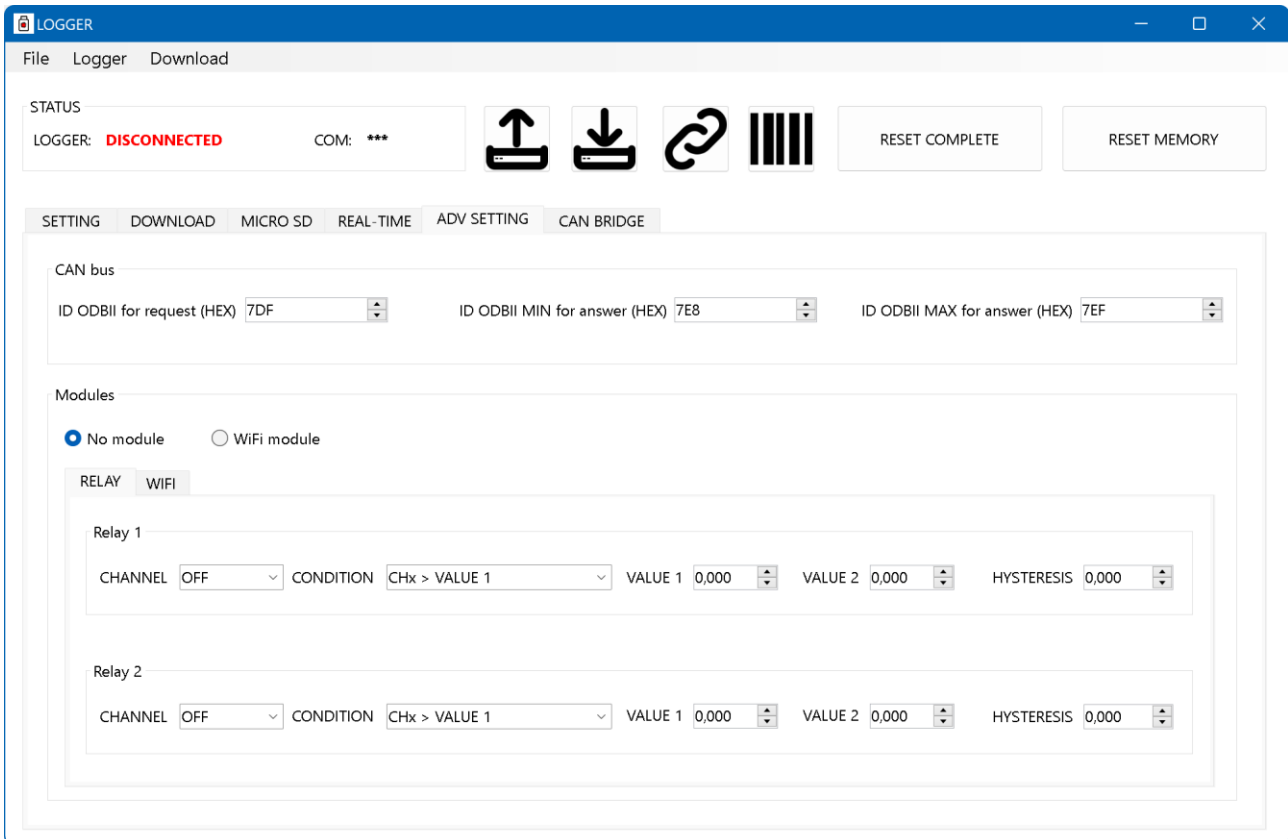 LOGGER
File Logger Download
STATUS
LOGGER: DISCONNECTED COM: ***
RESET COMPLETE RESET MEMORY
SETTING DOWNLOAD MICRO SD REAL-TIME ADV SETTING CAN BRIDGE
CAN bus
ID ODBII for request (HEX) 7DF ID ODBII MIN for answer (HEX) 7E8 ID ODBII MAX for answer (HEX) 7EF
Modules
No module WiFi module
RELAY WIFI
Relay 1
CHANNEL OFF CONDITION CHx > VALUE 1 VALUE 1 0,000 VALUE 2 0,000 HYSTERESIS 0,000
Relay 2
CHANNEL OFF CONDITION CHx > VALUE 1 VALUE 1 0,000 VALUE 2 0,000 HYSTERESIS 0,000